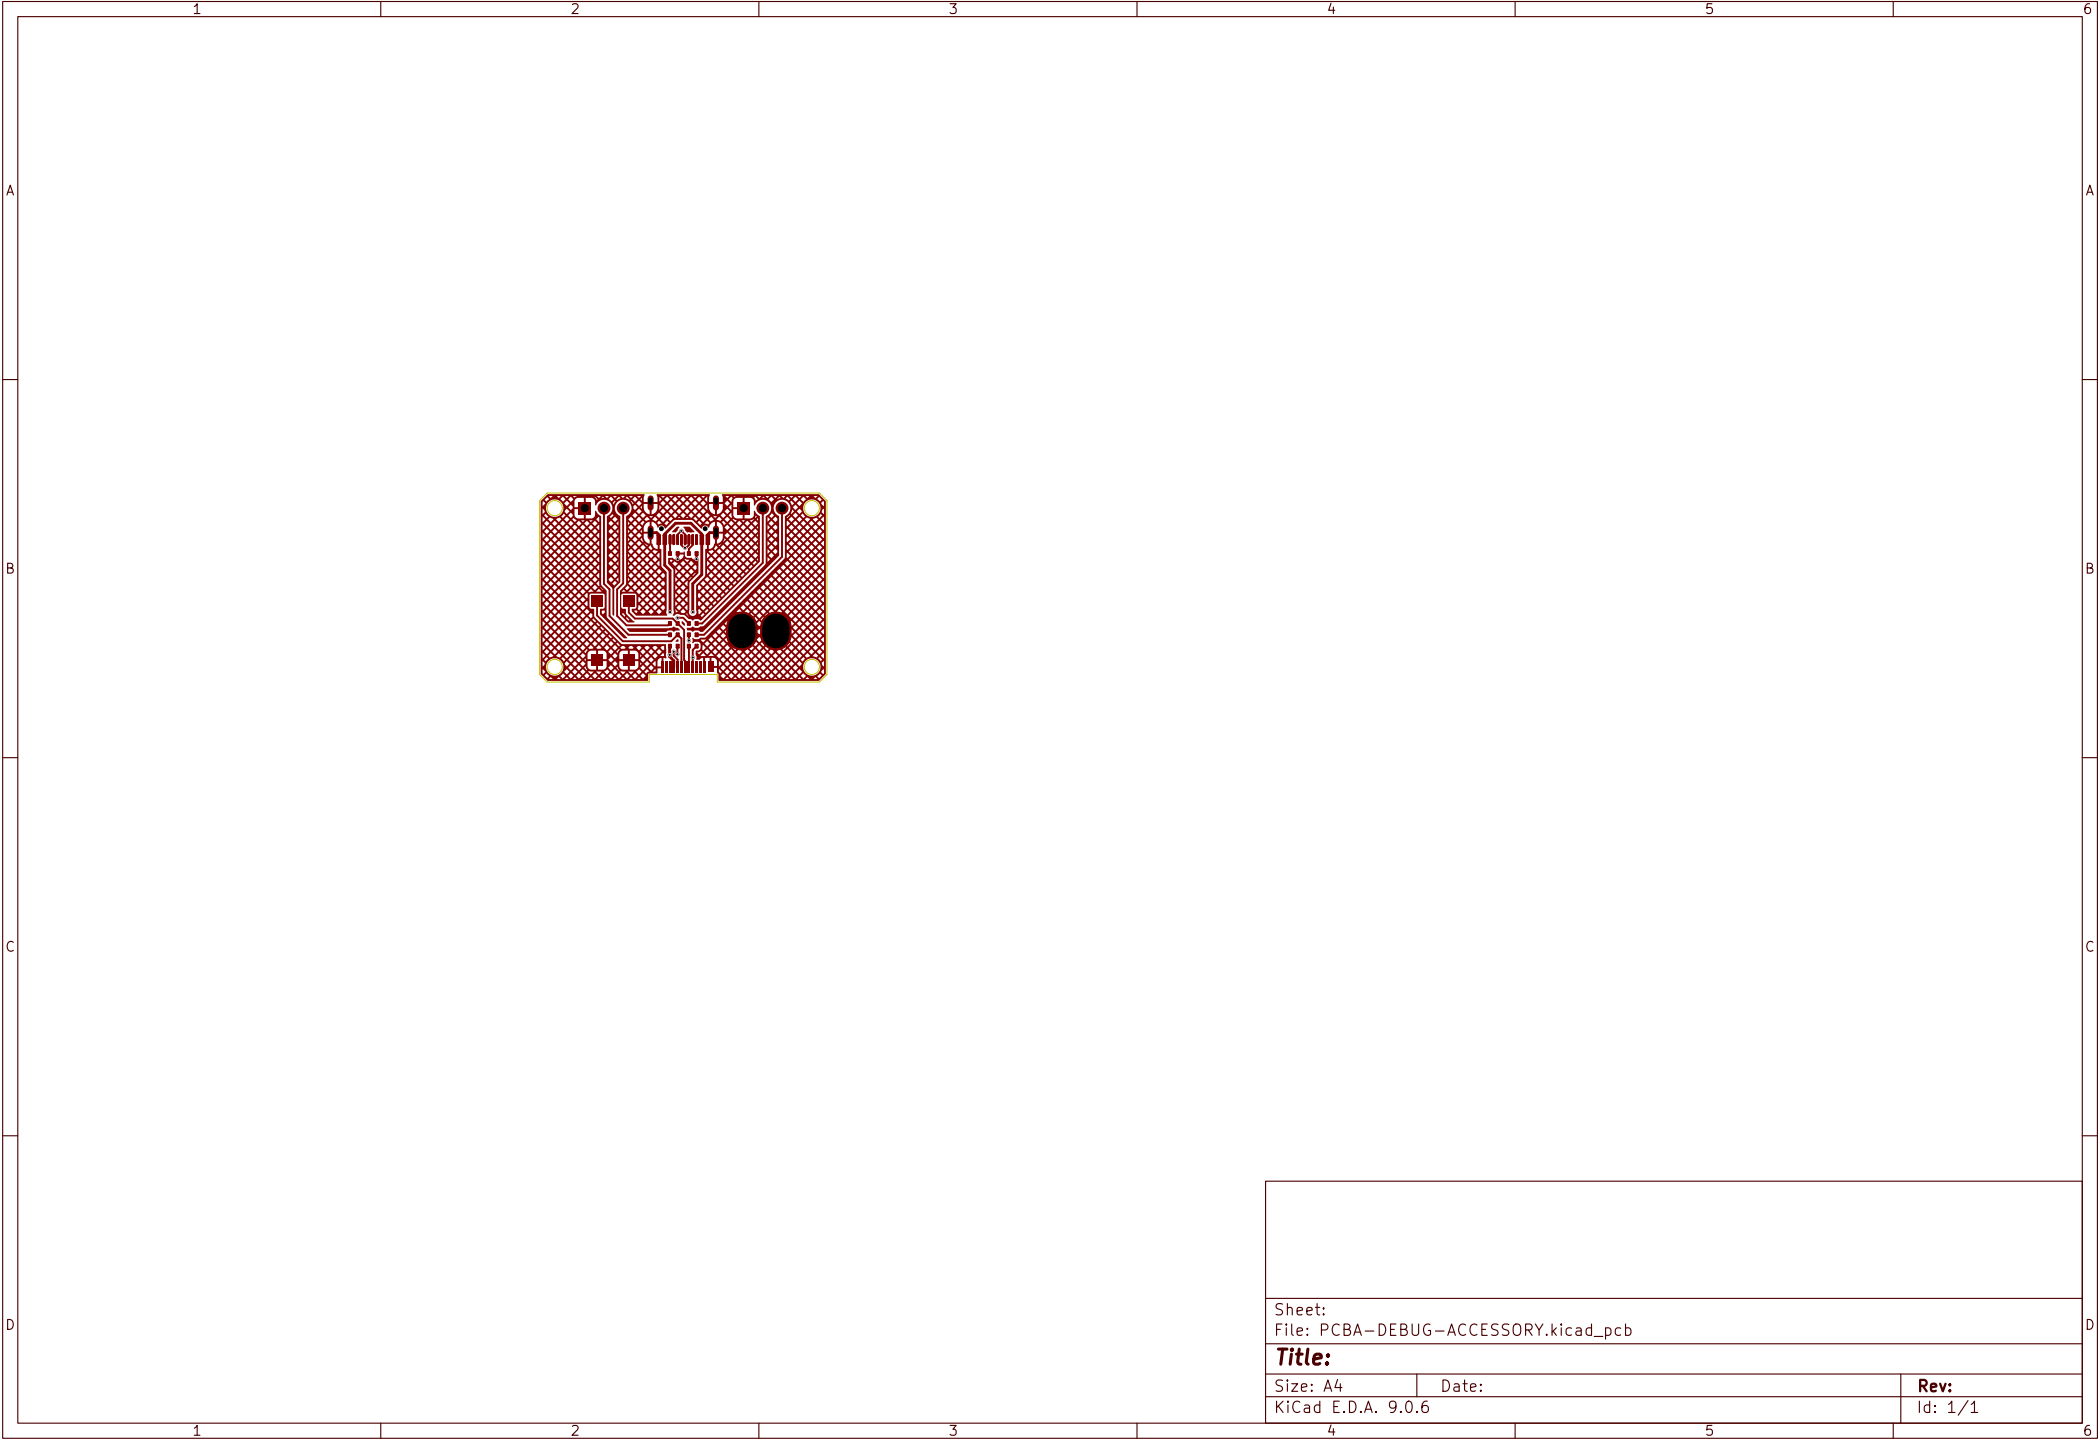 1 2 3 4 5 6
A A
B B
C C
D D
Sheet:
File: PCBA-DEBUG-ACCESSORY.kicad_pcb
Title:
Size: A4 Date: Rev:
KiCad E.D.A. 9.0.6 Id: 1/1
1 2 3 4 5 6